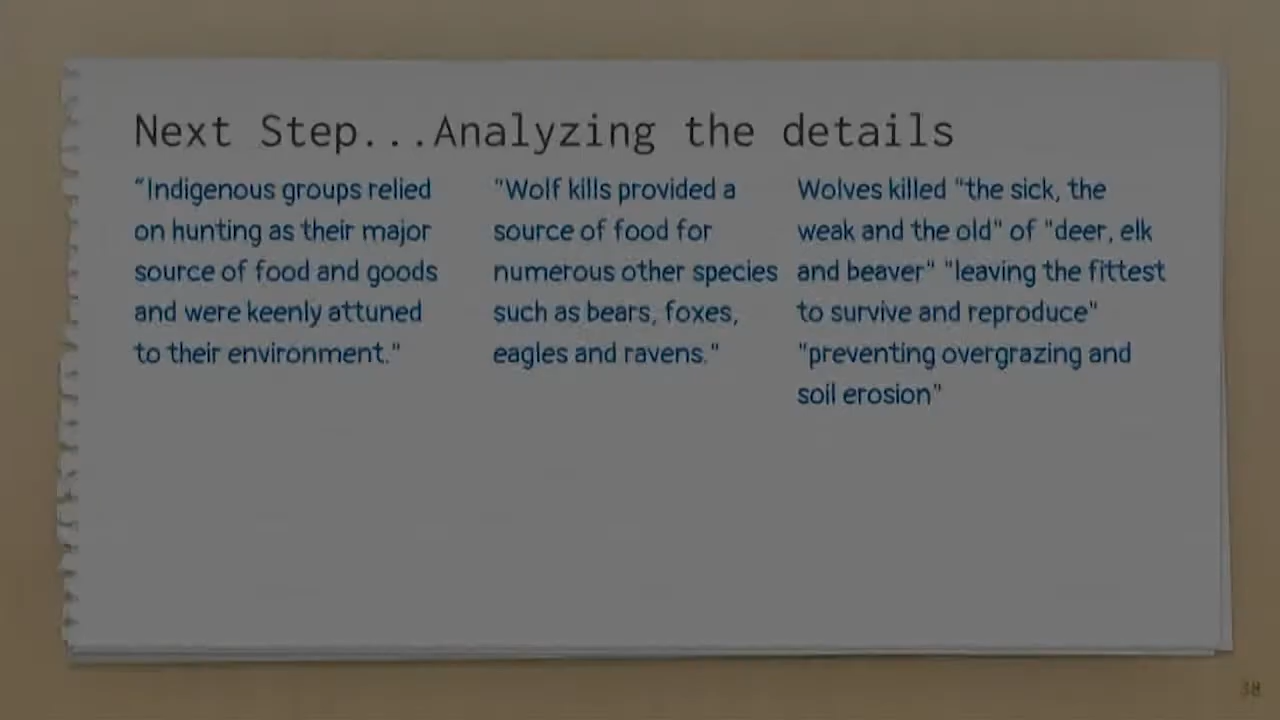 Next Step...Analyzing the details
“Indigenous groups relied
on hunting as their major
source of food and goods
and were keenly attuned
to their environment."
"Wolf kills provided a
source of food for
numerous other species
such as bears, foxes,
eagles and ravens."
Wolves killed "the sick, the
weak and the old" of "deer, elk
and beaver" "leaving the fittest
to survive and reproduce"
"preventing overgrazing and
soil erosion"
38